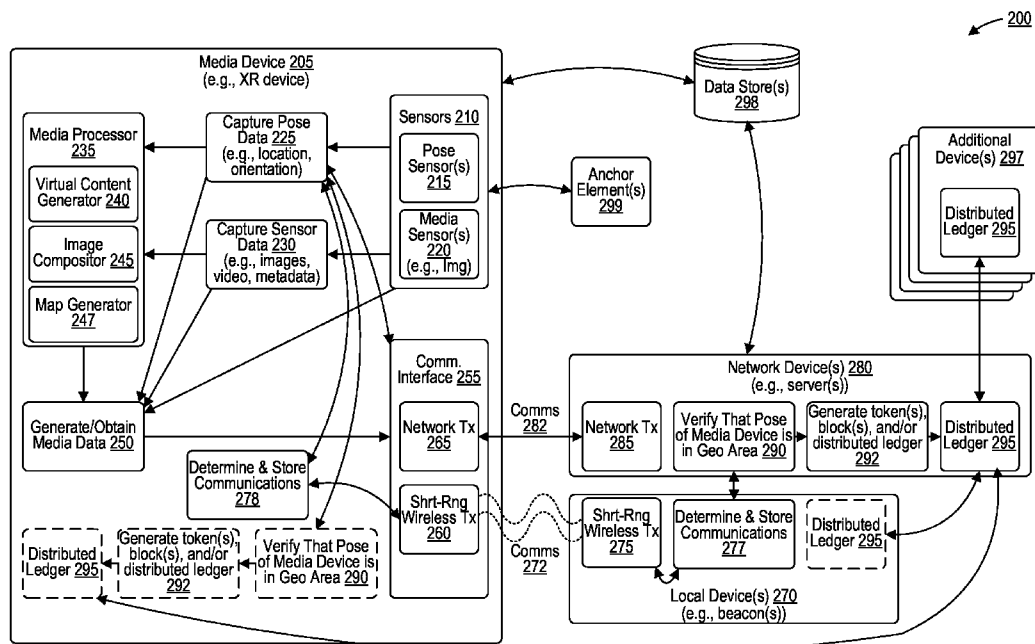 200
Media Device 205
(e.g., XR device)
Media Processor
235
Virtual Content
Generator 240
Image
Compositor 245
Map Generator
247
Capture Pose
Data 225
(e.g., location,
orientation)
Capture Sensor
Data 230
(e.g., images,
video, metadata)
Sensors 210
Pose
Sensor(s)
215
Media
Sensor(s)
220
(e.g., Img)
Generate/Obtain
Media Data 250
Comm.
Interface 255
Network Tx
265
Shrt-Rng
Wireless Tx
260
Determine & Store
Communications
278
Distributed
Ledger 295
Generate token(s),
block(s), and/or
distributed ledger
292
Verify That Pose
of Media Device is
in Geo Area 290
Data Store(s)
298
Anchor
Element(s)
299
Additional
Device(s) 297
Distributed
Ledger 295
Comms
282
Network Device(s) 280
(e.g., server(s))
Network Tx
285
Verify That Pose
of Media Device is
in Geo Area 290
Generate token(s),
block(s), and/or
distributed ledger
292
Distributed
Ledger 295
Comms
272
Shrt-Rng
Wireless Tx
275
Determine & Store
Communications
277
Distributed
Ledger 295
Local Device(s) 270
(e.g., beacon(s))